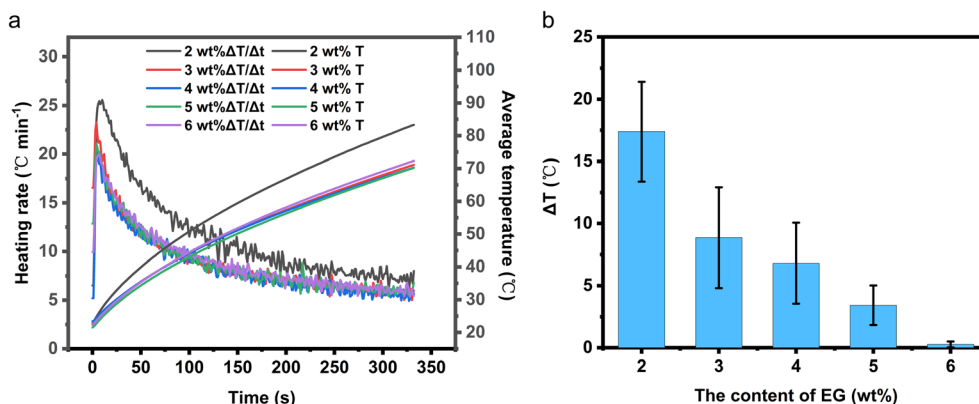 a
2 wt%ΔT/Δt 2 wt% T
3 wt%ΔT/Δt 3 wt% T
4 wt%ΔT/Δt 4 wt% T
5 wt%ΔT/Δt 5 wt% T
6 wt%ΔT/Δt 6 wt% T
Heating rate (℃ min⁻¹)
30
25
20
15
10
5
0
Average temperature (℃)
110
100
90
80
70
60
50
40
30
20
0 50 100 150 200 250 300 350
Time (s)
b
ΔT (℃)
25
20
15
10
5
0
2 3 4 5 6
The content of EG (wt%)